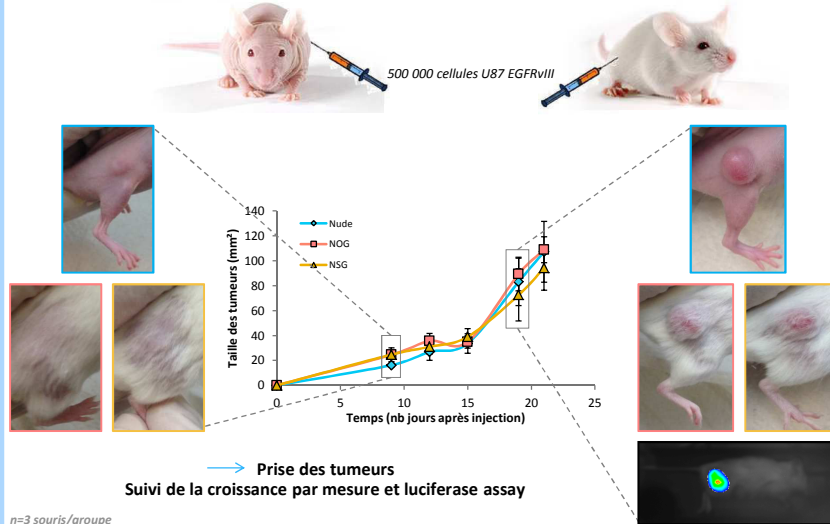 500 000 cellules U87 EGFRvIII
Taille des tumeurs (mm²)
140
120
100
80
60
40
20
0
Nude
NOG
NSG
0
5
10
15
20
25
Temps (nb jours après injection)
Prise des tumeurs
Suivi de la croissance par mesure et luciferase assay
n=3 souris/groupe